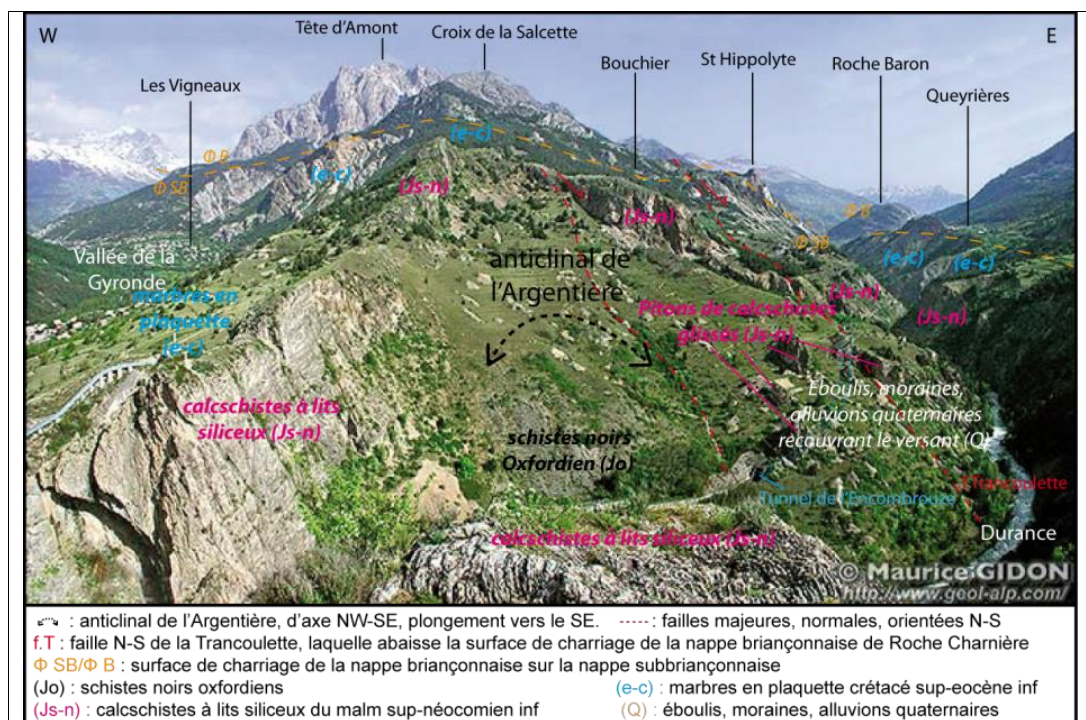 W
E
Tête d'Amont
Croix de la Salcette
Bouchier
St Hippolyte
Roche Baron
Les Vigneaux
Queyrières
Φ B
Φ SB
(e-c)
(e-c)
(Js-n)
(Js-n)
Φ B
Φ SB
(e-c)
(e-c)
Vallée de la
Gyronde
marbres en
plaquette
(e-c)
anticlinal de
l'Argentière
(Js-n)
(Js-n)
Pitons de calcschistes
glissés (Js-n)
calcschistes à lits
siliceux (Js-n)
Éboulis, moraines,
alluvions quaternaires
recouvrant le versant (Q)
schistes noirs
Oxfordien (Jo)
Tunnel de l'Encombrouze
f.Trancoulette
calcschistes à lits siliceux (Js-n)
Durance
© Maurice GIDON
http://www.geol-alp.com/
: anticlinal de l'Argentière, d'axe NW-SE, plongement vers le SE. -----: failles majeures, normales, orientées N-S
f.T : faille N-S de la Trancoulette, laquelle abaisse la surface de charriage de la nappe briançonnaise de Roche Charnière
Φ SB/Φ B : surface de charriage de la nappe briançonnaise sur la nappe subbriançonnaise
(Jo) : schistes noirs oxfordiens (e-c) : marbres en plaquette crétacé sup-eocène inf
(Js-n) : calcschistes à lits siliceux du malm sup-néocomien inf (Q) : éboulis, moraines, alluvions quaternaires